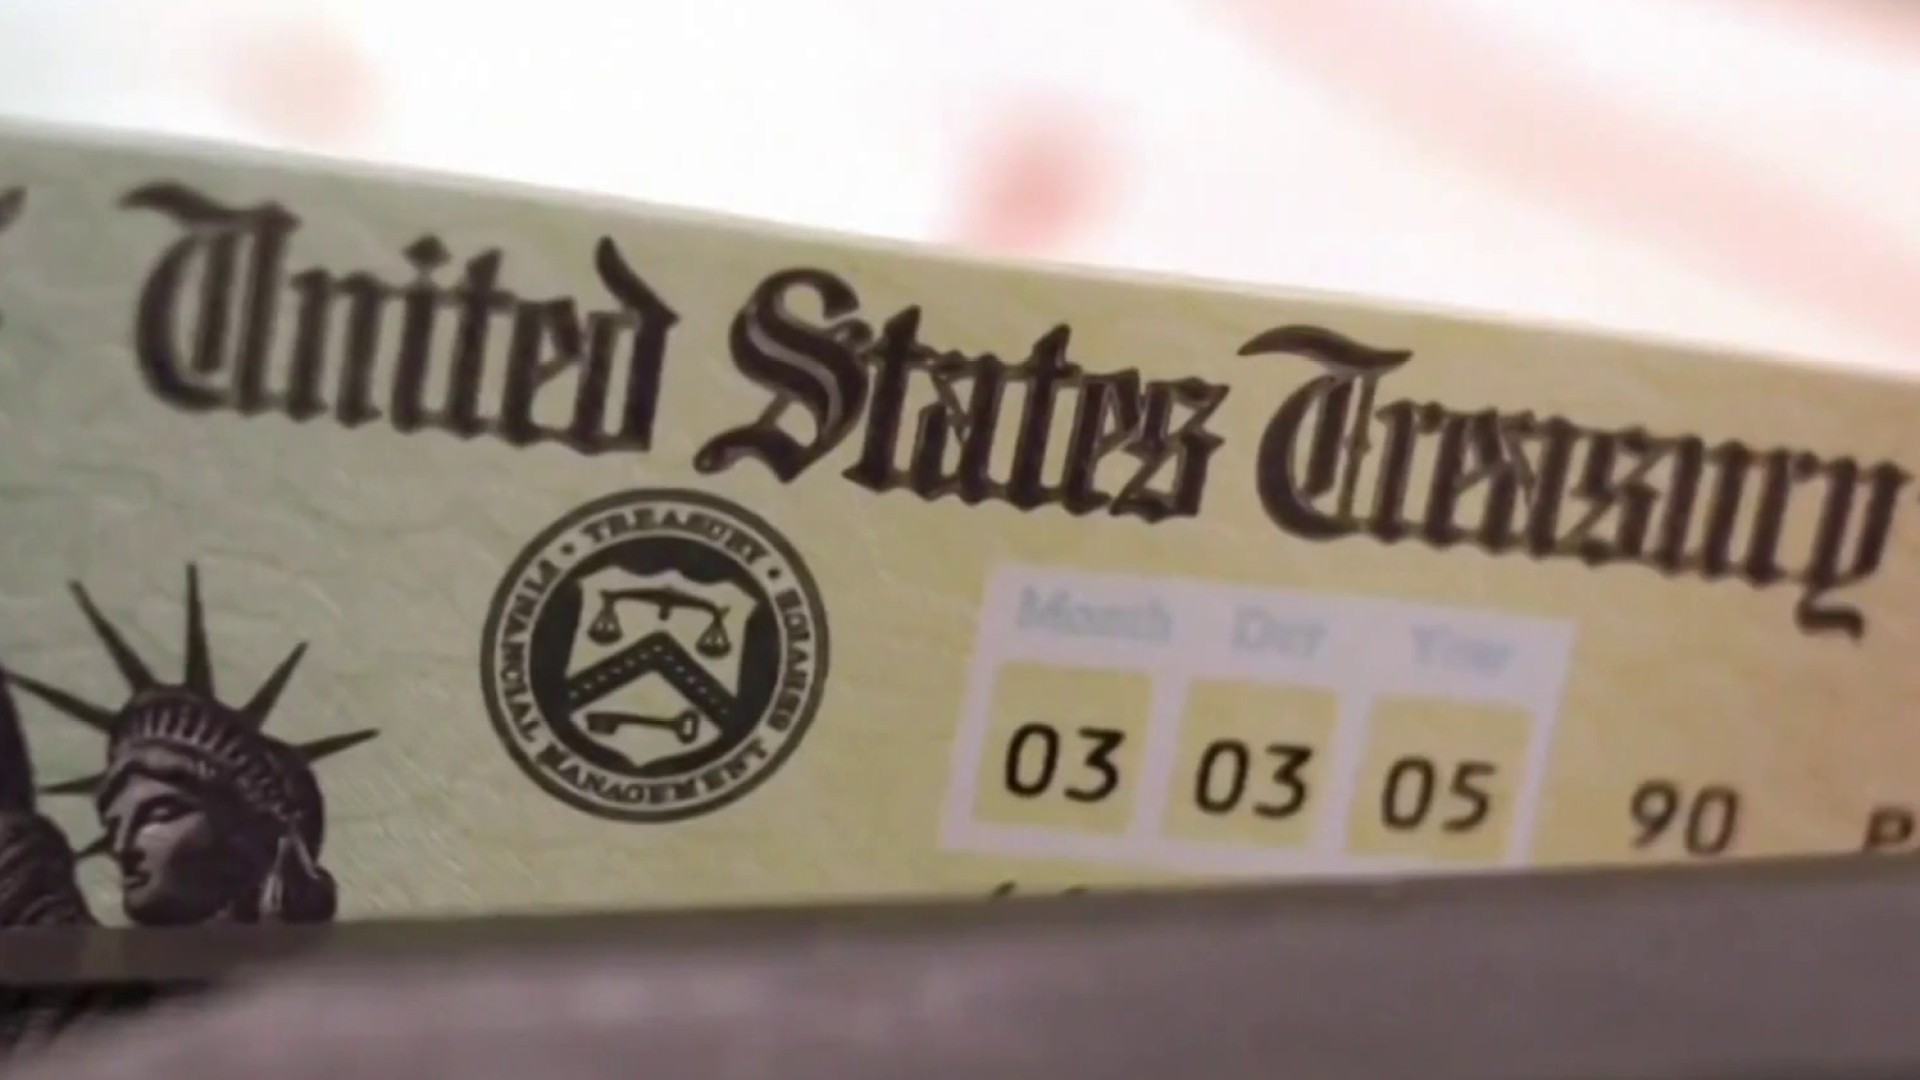 United States Treasury
TREASURY • FINANCIAL MANAGEMENT SERVICE •
Month Day Year
03 03 05 90